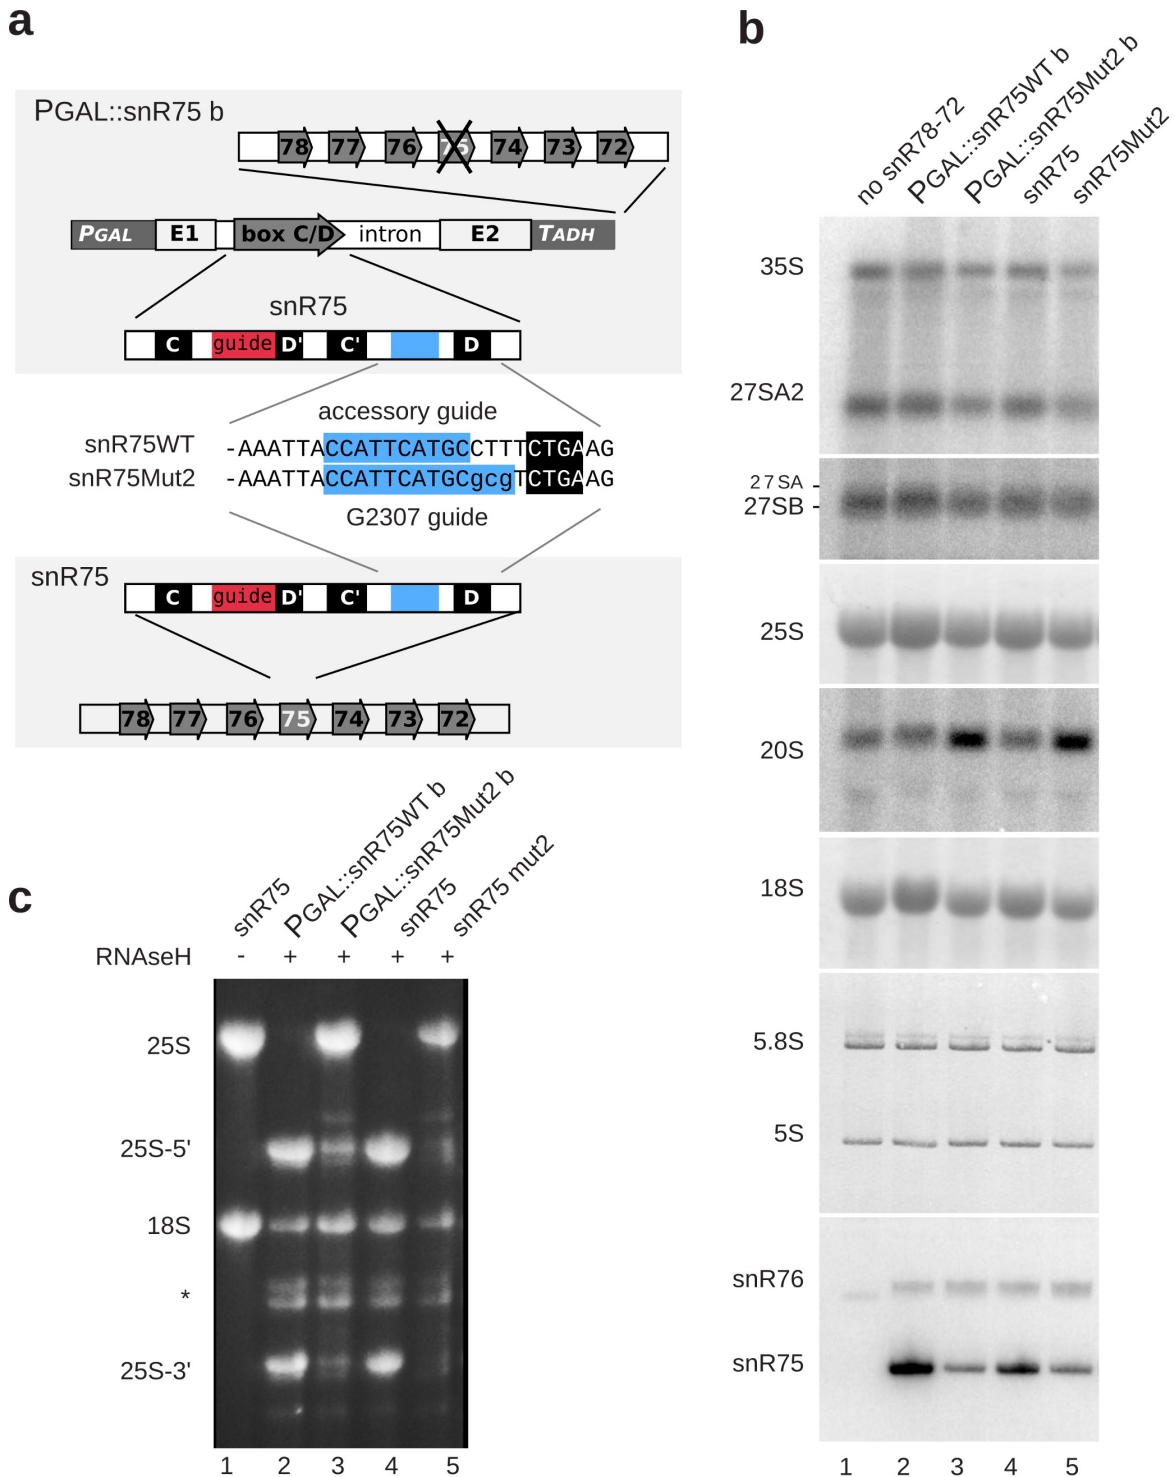 a
PGAL::snR75 b
78 77 76 75 74 73 72
PGAL E1 box C/D intron E2 TADH
snR75
C guide D' C' D
accessory guide
snR75WT -AAATTACCATTCATGCCTTTCTGAAG
snR75Mut2 -AAATTACCATTCATGCgcgTCTGAAG
G2307 guide
snR75
C guide D' C' D
78 77 76 75 74 73 72
b
no snR78-72 PGAL::snR75WT b PGAL::snR75Mut2 b snR75 snR75Mut2
35S
27SA2
27SA
27SB
25S
20S
18S
5.8S
5S
snR76
snR75
1 2 3 4 5
c
snR75 PGAL::snR75WT b PGAL::snR75Mut2 b snR75 snR75 mut2
RNAseH - + + + +
25S
25S-5'
18S
*
25S-3'
1 2 3 4 5